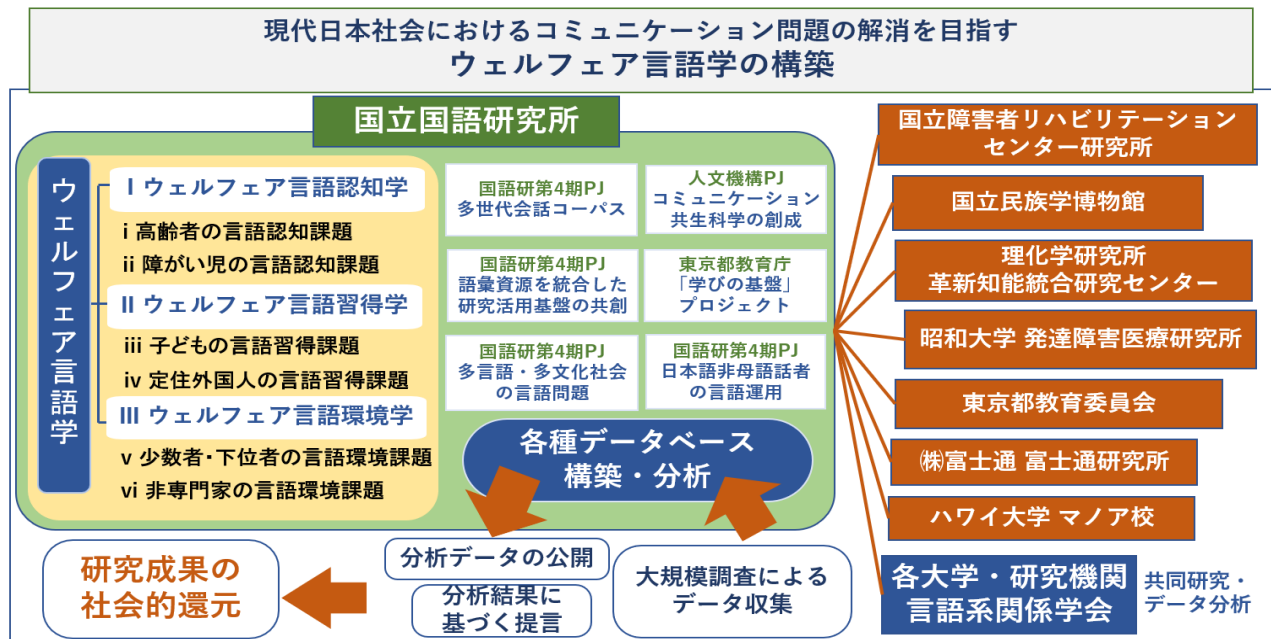 現代日本社会におけるコミュニケーション問題の解消を目指す
ウェルフェア言語学の構築
国立国語研究所
ウェルフェア言語学
Ⅰ ウェルフェア言語認知学
ⅰ 高齢者の言語認知課題
ⅱ 障がい児の言語認知課題
Ⅱ ウェルフェア言語習得学
ⅲ 子どもの言語習得課題
ⅳ 定住外国人の言語習得課題
Ⅲ ウェルフェア言語環境学
ⅴ 少数者・下位者の言語環境課題
ⅵ 非専門家の言語環境課題
国語研第4期PJ
多世代会話コーパス
人文機構PJ
コミュニケーション
共生科学の創成
国語研第4期PJ
語彙資源を統合した
研究活用基盤の共創
東京都教育庁
「学びの基盤」
プロジェクト
国語研第4期PJ
多言語・多文化社会
の言語問題
国語研第4期PJ
日本語非母語話者
の言語運用
各種データベース
構築・分析
国立障害者リハビリテーション
センター研究所
国立民族学博物館
理化学研究所
革新知能統合研究センター
昭和大学 発達障害医療研究所
東京都教育委員会
㈱富士通 富士通研究所
ハワイ大学 マノア校
各大学・研究機関
言語系関係学会
共同研究・
データ分析
研究成果の
社会的還元
分析データの公開
分析結果に
基づく提言
大規模調査による
データ収集